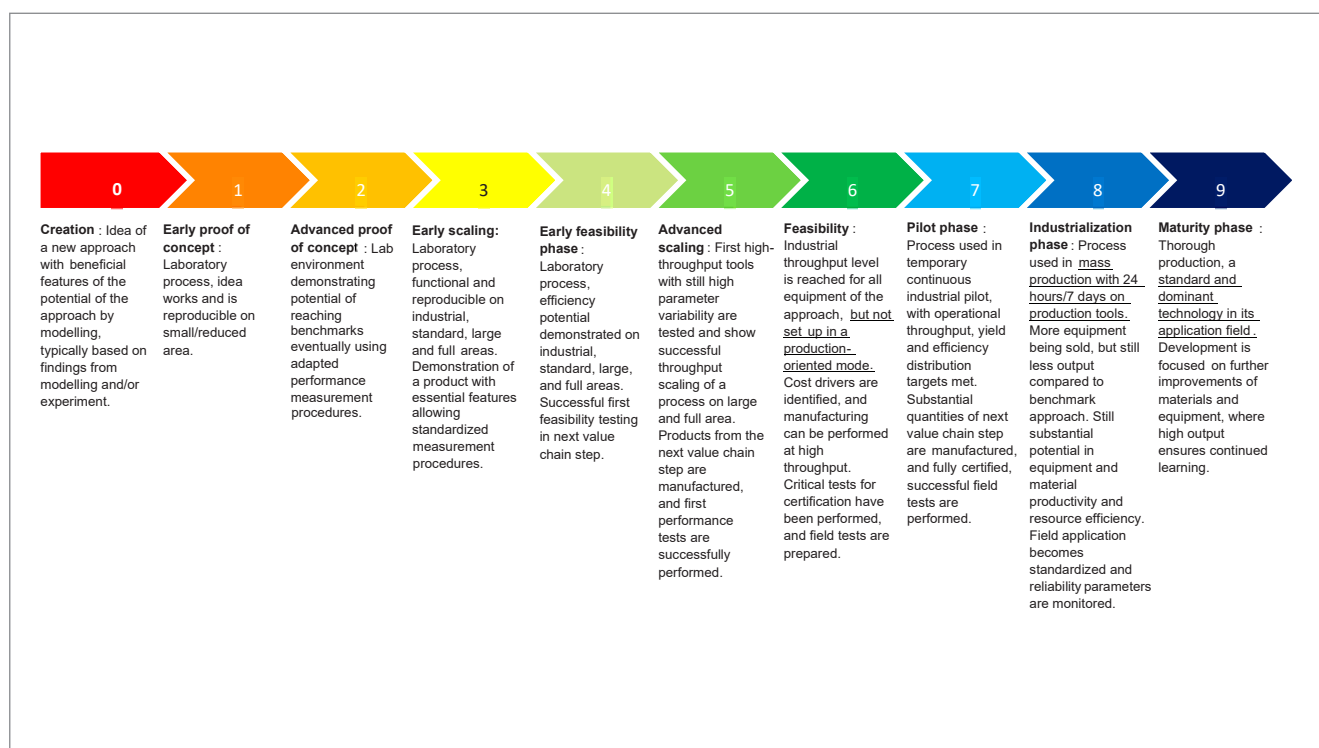 0
1
2
3
4
5
6
7
8
9
Creation : Idea of
a new approach
with beneficial
features of the
potential of the
approach by
modelling,
typically based on
findings from
modelling and/or
experiment.
Early proof of
concept :
Laboratory
process, idea
works and is
reproducible on
small/reduced
area.
Advanced proof
of concept : Lab
environment
demonstrating
potential of
reaching
benchmarks
eventually using
adapted
performance
measurement
procedures.
Early scaling:
Laboratory
process,
functional and
reproducible on
industrial,
standard, large
and full areas.
Demonstration of
a product with
essential features
allowing
standardized
measurement
procedures.
Early feasibility
phase :
Laboratory
process,
efficiency
potential
demonstrated on
industrial,
standard, large,
and full areas.
Successful first
feasibility testing
in next value
chain step.
Advanced
scaling : First high-
throughput tools
with still high
parameter
variability are
tested and show
successful
throughput
scaling of a
process on large
and full area.
Products from the
next value chain
step are
manufactured,
and first
performance
tests are
successfully
performed.
Feasibility :
Industrial
throughput level
is reached for all
equipment of the
approach, but not
set up in a
production-
oriented mode.
Cost drivers are
identified, and
manufacturing
can be performed
at high
throughput.
Critical tests for
certification have
been performed,
and field tests are
prepared.
Pilot phase :
Process used in
temporary
continuous
industrial pilot,
with operational
throughput, yield
and efficiency
distribution
targets met.
Substantial
quantities of next
value chain step
are manufactured,
and fully certified,
successful field
tests are
performed.
Industrialization
phase : Process
used in mass
production with 24
hours/7 days on
production tools.
More equipment
being sold, but still
less output
compared to
benchmark
approach. Still
substantial
potential in
equipment and
material
productivity and
resource efficiency.
Field application
becomes
standardized and
reliability parameters
are monitored.
Maturity phase :
Thorough
production, a
standard and
dominant
technology in its
application field .
Development is
focused on further
improvements of
materials and
equipment, where
high output
ensures continued
learning.